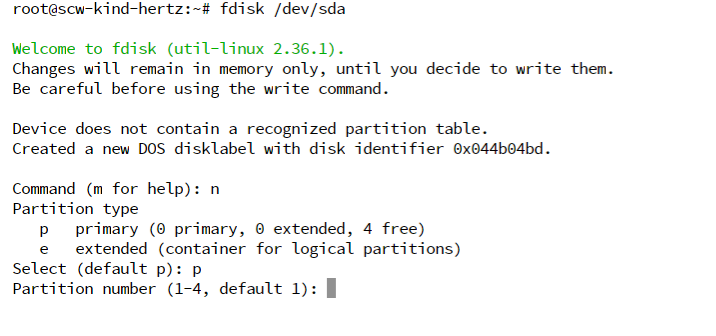 root@scw-kind-hertz:~# fdisk /dev/sda
Welcome to fdisk (util-linux 2.36.1).
Changes will remain in memory only, until you decide to write them.
Be careful before using the write command.
Device does not contain a recognized partition table.
Created a new DOS disklabel with disk identifier 0x044b04bd.
Command (m for help): n
Partition type
   p   primary (0 primary, 0 extended, 4 free)
   e   extended (container for logical partitions)
Select (default p): p
Partition number (1-4, default 1):